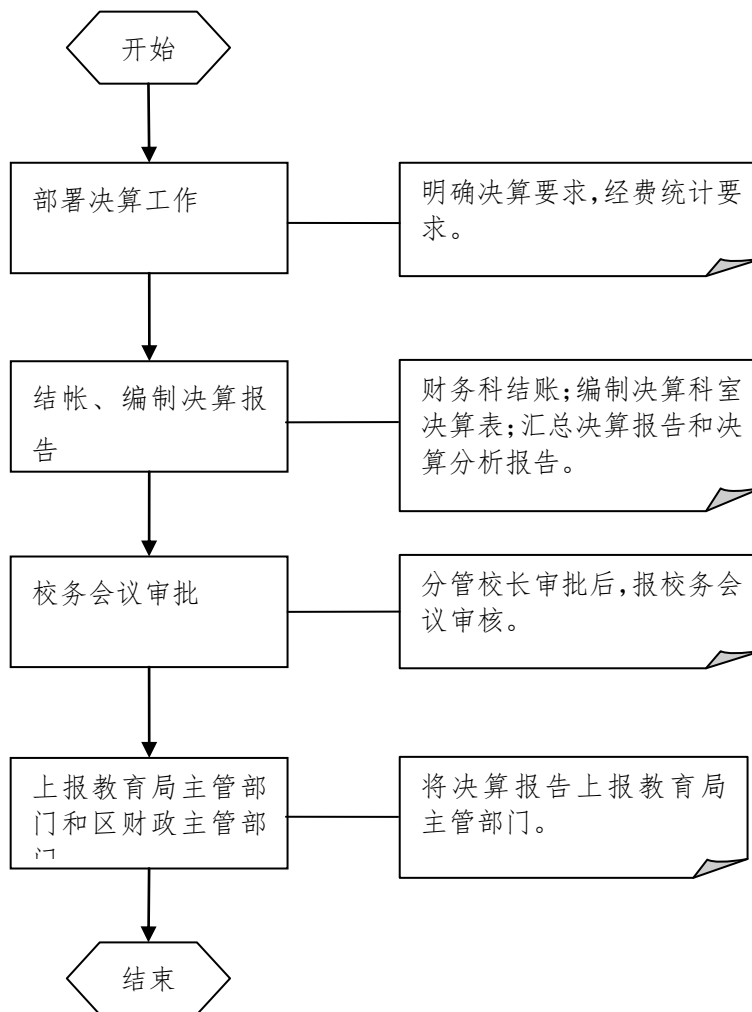 开始
部署决算工作
明确决算要求，经费统计要
求。
结帐、编制决算报
告
财务科结账；编制决算科室
决算表；汇总决算报告和决
算分析报告。
校务会议审批
分管校长审批后，报校务会
议审核。
上报教育局主管部
门和区财政主管部
门
将决算报告上报教育局
主管部门。
结束